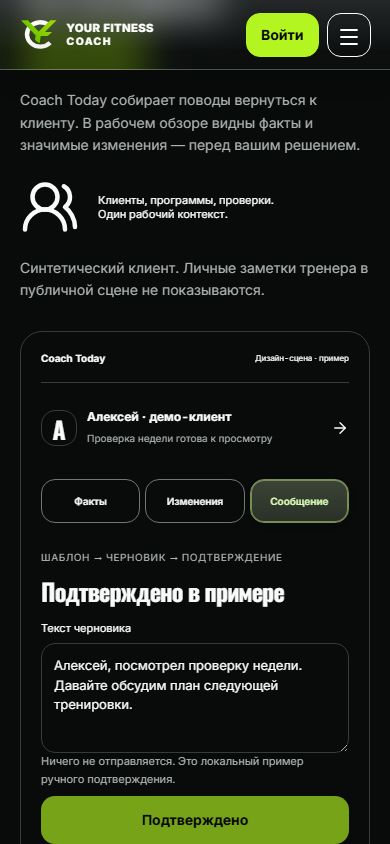 YOUR FITNESS
COACH
Войти
Coach Today собирает поводы вернуться к
клиенту. В рабочем обзоре видны факты и
значимые изменения — перед вашим решением.
Клиенты, программы, проверки.
Один рабочий контекст.
Синтетический клиент. Личные заметки тренера в
публичной сцене не показываются.
Coach Today
Дизайн-сцена · пример
А
Алексей · демо-клиент
Проверка недели готова к просмотру
Факты
Изменения
Сообщение
ШАБЛОН → ЧЕРНОВИК → ПОДТВЕРЖДЕНИЕ
Подтверждено в примере
Текст черновика
Алексей, посмотрел проверку недели.
Давайте обсудим план следующей
тренировки.
Ничего не отправляется. Это локальный пример
ручного подтверждения.
Подтверждено